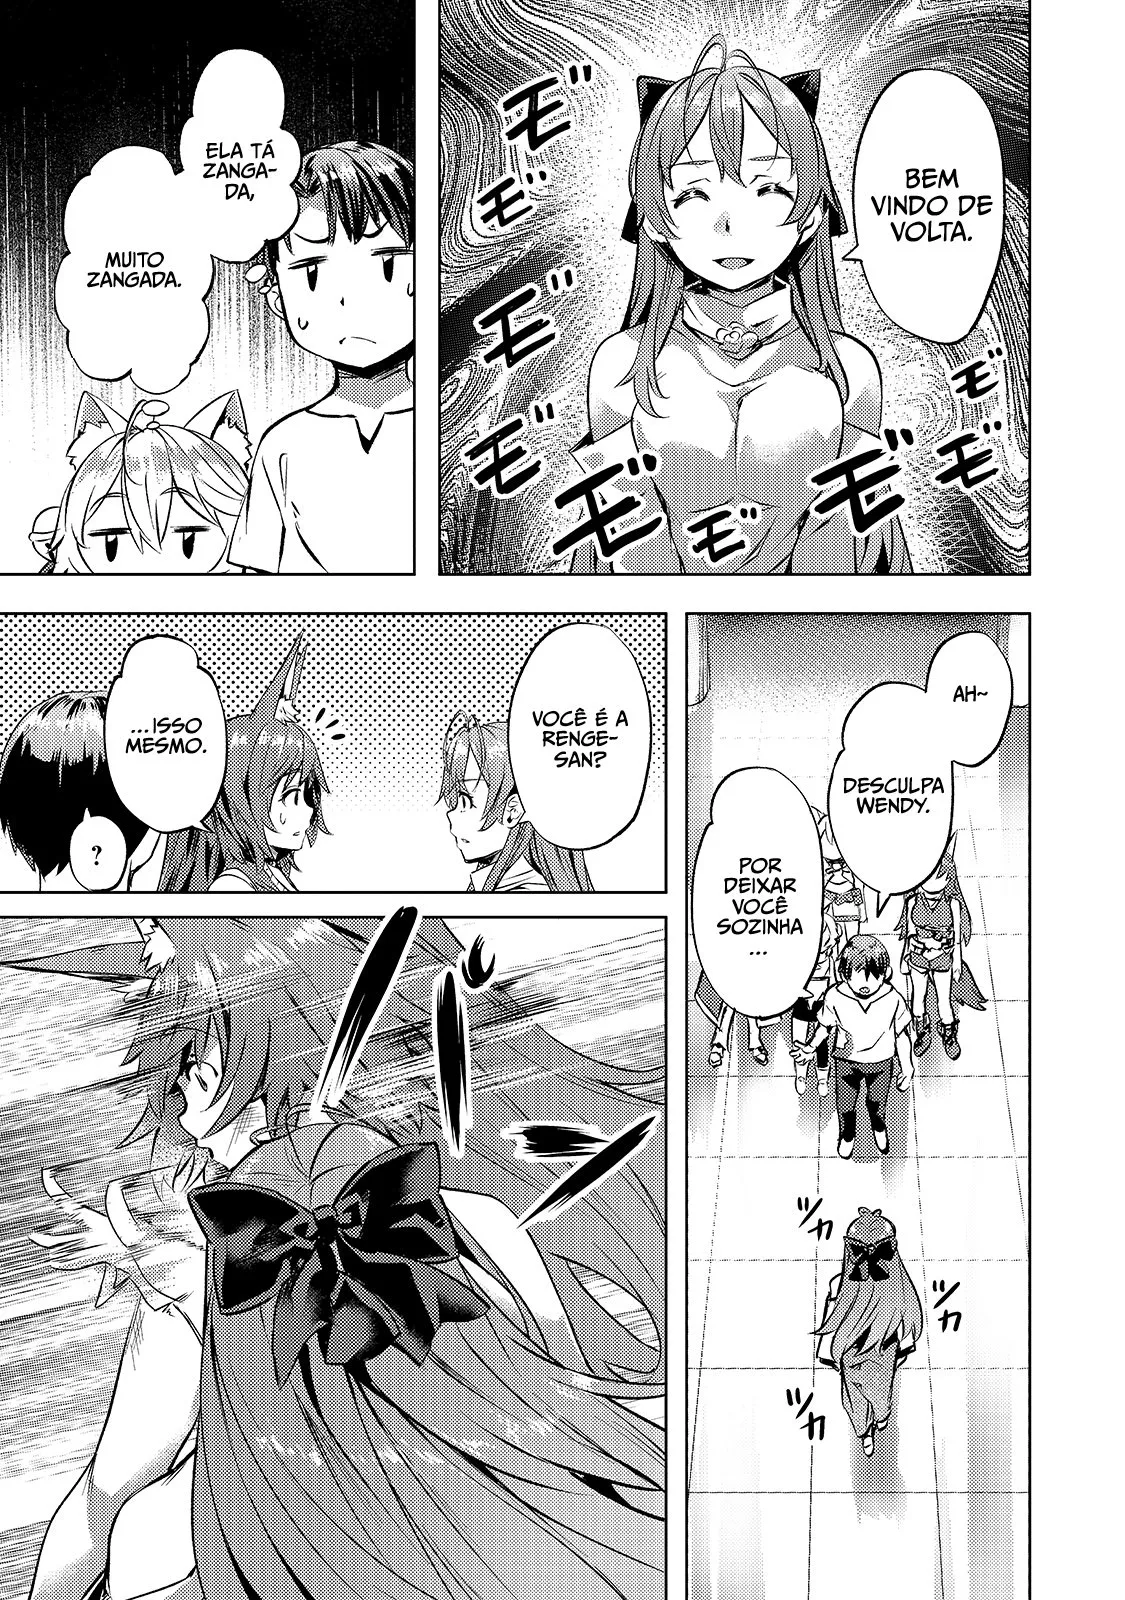 BEM
VINDO DE
VOLTA.
モ"
モ"
モ"
モ"
モ"
モ"
モ"
モ"
モ"
ELA TÁ
ZANGA-
DA,
MUITO
ZANGADA.
AH~
DESCULPA
WENDY.
POR
DEIXAR
VOCÊ
SOZINHA
...
ツカ
ツカ
ツカ
VOCÊ É A
RENGE-
SAN?
...ISSO
MESMO.
?